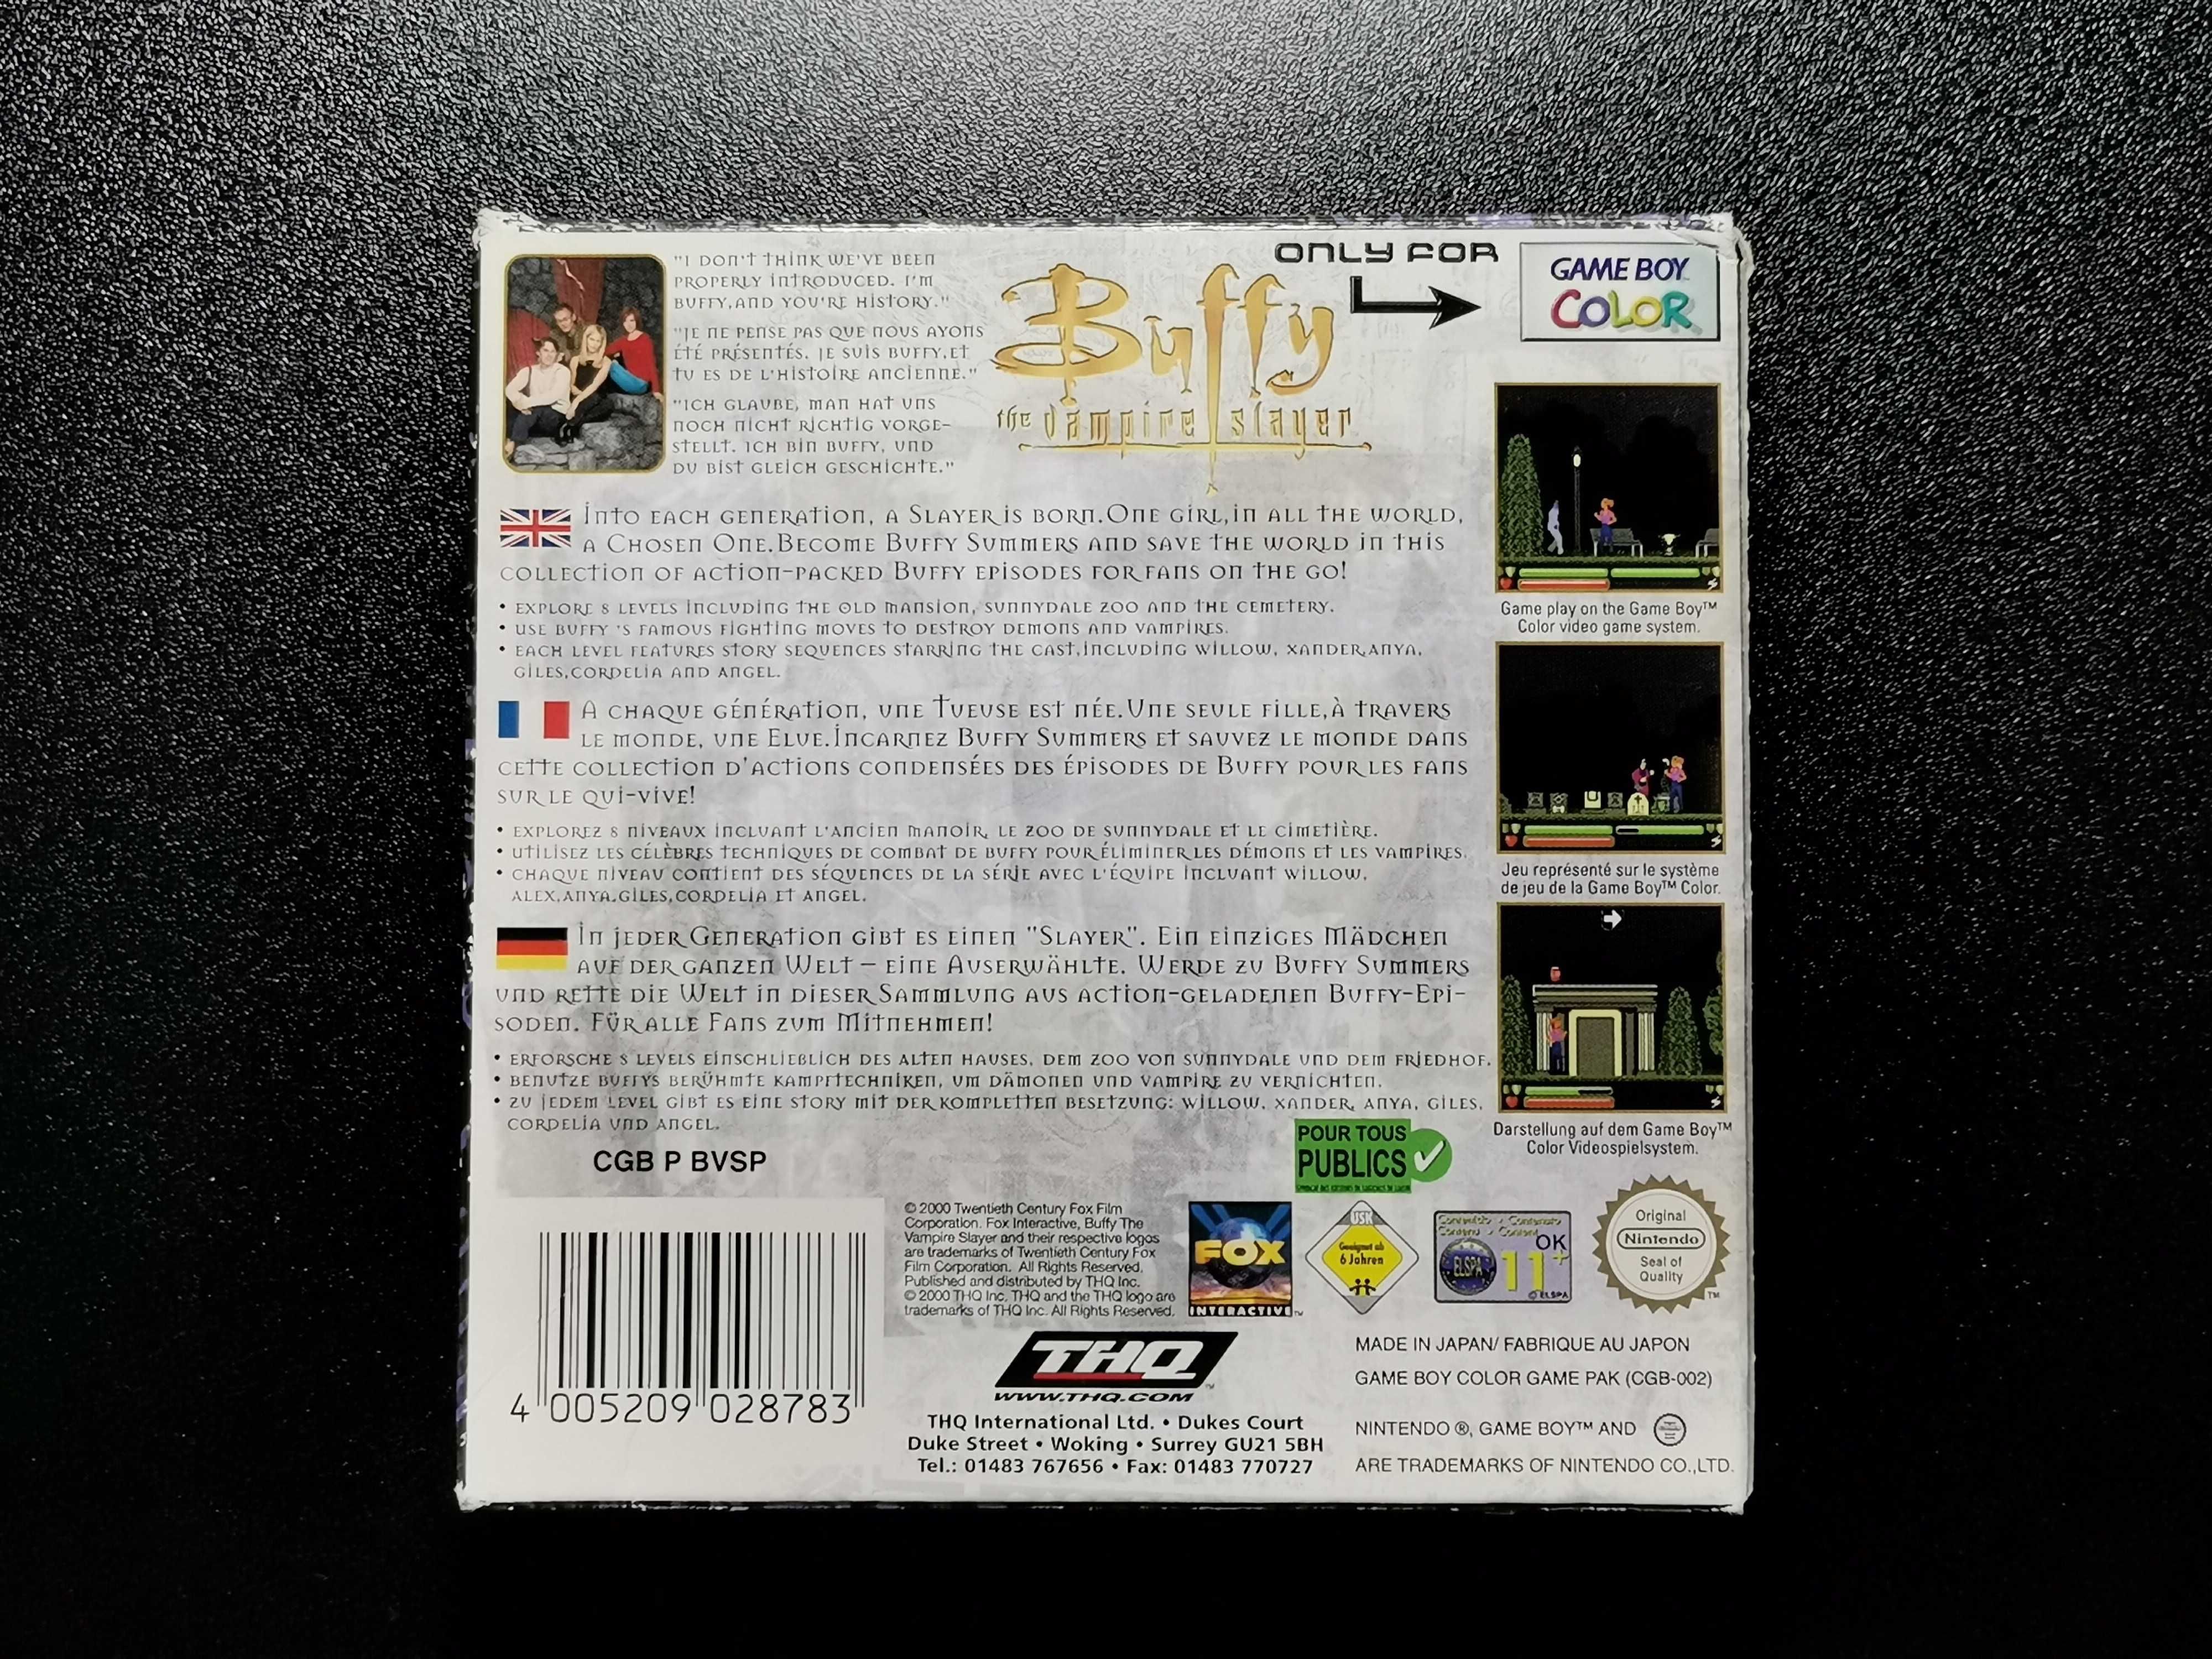 "I DON'T THINK WE'VE BEEN
PROPERLY INTRODUCED. I'M
BUFFY, AND YOU'RE HISTORY."
"JE NE PENSE PAS QUE NOUS AYONS
ÉTÉ PRÉSENTÉS. JE SUIS BUFFY, ET
TU ES DE L'HISTOIRE ANCIENNE."
"ICH GLAUBE, MAN HAT UNS
NOCH NICHT RICHTIG VORGE-
STELLT. ICH BIN BUFFY, UND
DU BIST GLEICH GESCHICHTE."
Buffy
the vampire slayer
ONLY FOR
GAME BOY
COLOR
INTO EACH GENERATION, A SLAYER IS BORN. ONE GIRL, IN ALL THE WORLD,
A CHOSEN ONE. BECOME BUFFY SUMMERS AND SAVE THE WORLD IN THIS
COLLECTION OF ACTION-PACKED BUFFY EPISODES FOR FANS ON THE GO!
• EXPLORE 8 LEVELS INCLUDING THE OLD MANSION, SUNNYDALE ZOO AND THE CEMETERY.
• USE BUFFY 'S FAMOUS FIGHTING MOVES TO DESTROY DEMONS AND VAMPIRES.
• EACH LEVEL FEATURES STORY SEQUENCES STARRING THE CAST, INCLUDING WILLOW, XANDER, ANYA,
GILES, CORDELIA AND ANGEL.
A CHAQUE GÉNÉRATION, UNE TUEUSE EST NÉE. UNE SEULE FILLE, À TRAVERS
LE MONDE, UNE ELUE. INCARNEZ BUFFY SUMMERS ET SAUVEZ LE MONDE DANS
CETTE COLLECTION D'ACTIONS CONDENSÉES DES ÉPISODES DE BUFFY POUR LES FANS
SUR LE QUI-VIVE!
• EXPLOREZ 8 NIVEAUX INCLUANT L'ANCIEN MANOIR, LE ZOO DE SUNNYDALE ET LE CIMETIÈRE.
• UTILISEZ LES CÉLÈBRES TECHNIQUES DE COMBAT DE BUFFY POUR ÉLIMINER LES DÉMONS ET LES VAMPIRES.
• CHAQUE NIVEAU CONTIENT DES SÉQUENCES DE LA SÉRIE AVEC L'ÉQUIPE INCLUANT WILLOW,
ALEX, ANYA, GILES, CORDELIA ET ANGEL.
IN JEDER GENERATION GIBT ES EINEN "SLAYER". EIN EINZIGES MÄDCHEN
AUF DER GANZEN WELT – EINE AUSERWÄHLTE. WERDE ZU BUFFY SUMMERS
UND RETTE DIE WELT IN DIESER SAMMLUNG AUS ACTION-GELADENEN BUFFY-EPI-
SODEN. FÜR ALLE FANS ZUM MITNEHMEN!
• ERFORSCHE 8 LEVELS EINSCHLIEßLICH DES ALTEN HAUSES, DEM ZOO VON SUNNYDALE UND DEM FRIEDHOF.
• BENUTZE BUFFYS BERÜHMTE KAMPFTECHNIKEN, UM DÄMONEN UND VAMPIRE ZU VERNICHTEN.
• ZU JEDEM LEVEL GIBT ES EINE STORY MIT DER KOMPLETTEN BESETZUNG: WILLOW, XANDER, ANYA, GILES,
CORDELIA UND ANGEL.
Game play on the Game Boy™
Color video game system.
Jeu représenté sur le système
de jeu de la Game Boy™ Color.
Darstellung auf dem Game Boy™
Color Videospielsystem.
CGB P BVSP
POUR TOUS
PUBLICS
4 005209 028783
© 2000 Twentieth Century Fox Film
Corporation. Fox Interactive, Buffy The
Vampire Slayer and their respective logos
are trademarks of Twentieth Century Fox
Film Corporation. All Rights Reserved.
Published and distributed by THQ Inc.
© 2000 THQ Inc. THQ and the THQ logo are
trademarks of THQ Inc. All Rights Reserved.
FOX
INTERACTIVE™
USK
Geeignet ab
6 Jahren
Contenido • Contenuto
Contenu • Content
OK
ELSPA
11+
© ELSPA
Original
Nintendo
Seal of
Quality
TM
THQ™
WWW.THQ.COM
THQ International Ltd. • Dukes Court
Duke Street • Woking • Surrey GU21 5BH
Tel.: 01483 767656 • Fax: 01483 770727
MADE IN JAPAN/ FABRIQUE AU JAPON
GAME BOY COLOR GAME PAK (CGB-002)
NINTENDO ®, GAME BOY™ AND
ARE TRADEMARKS OF NINTENDO CO.,LTD.